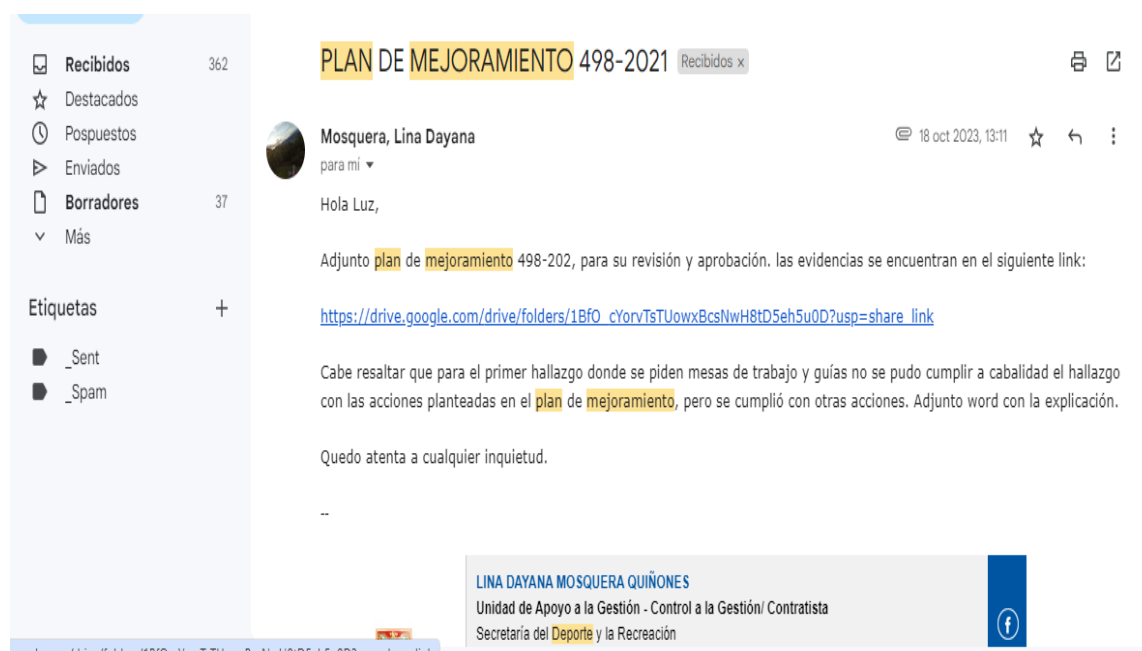 PLAN DE MEJORAMIENTO 498-2021 Recibidos x
Recibidos 362
Destacados
Pospuestos
Enviados
Borradores 37
Más
Etiquetas +
_Sent
_Spam
Mosquera, Lina Dayana 18 oct 2023, 13:11
para mí
Hola Luz,
Adjunto plan de mejoramiento 498-202, para su revisión y aprobación. las evidencias se encuentran en el siguiente link:
https://drive.google.com/drive/folders/1BfO_cYorvTsTUowxBcsNwH8tD5eh5u0D?usp=share_link
Cabe resaltar que para el primer hallazgo donde se piden mesas de trabajo y guías no se pudo cumplir a cabalidad el hallazgo
con las acciones planteadas en el plan de mejoramiento, pero se cumplió con otras acciones. Adjunto word con la explicación.
Quedo atenta a cualquier inquietud.
--
LINA DAYANA MOSQUERA QUIÑONES
Unidad de Apoyo a la Gestión - Control a la Gestión/ Contratista
Secretaría del Deporte y la Recreación